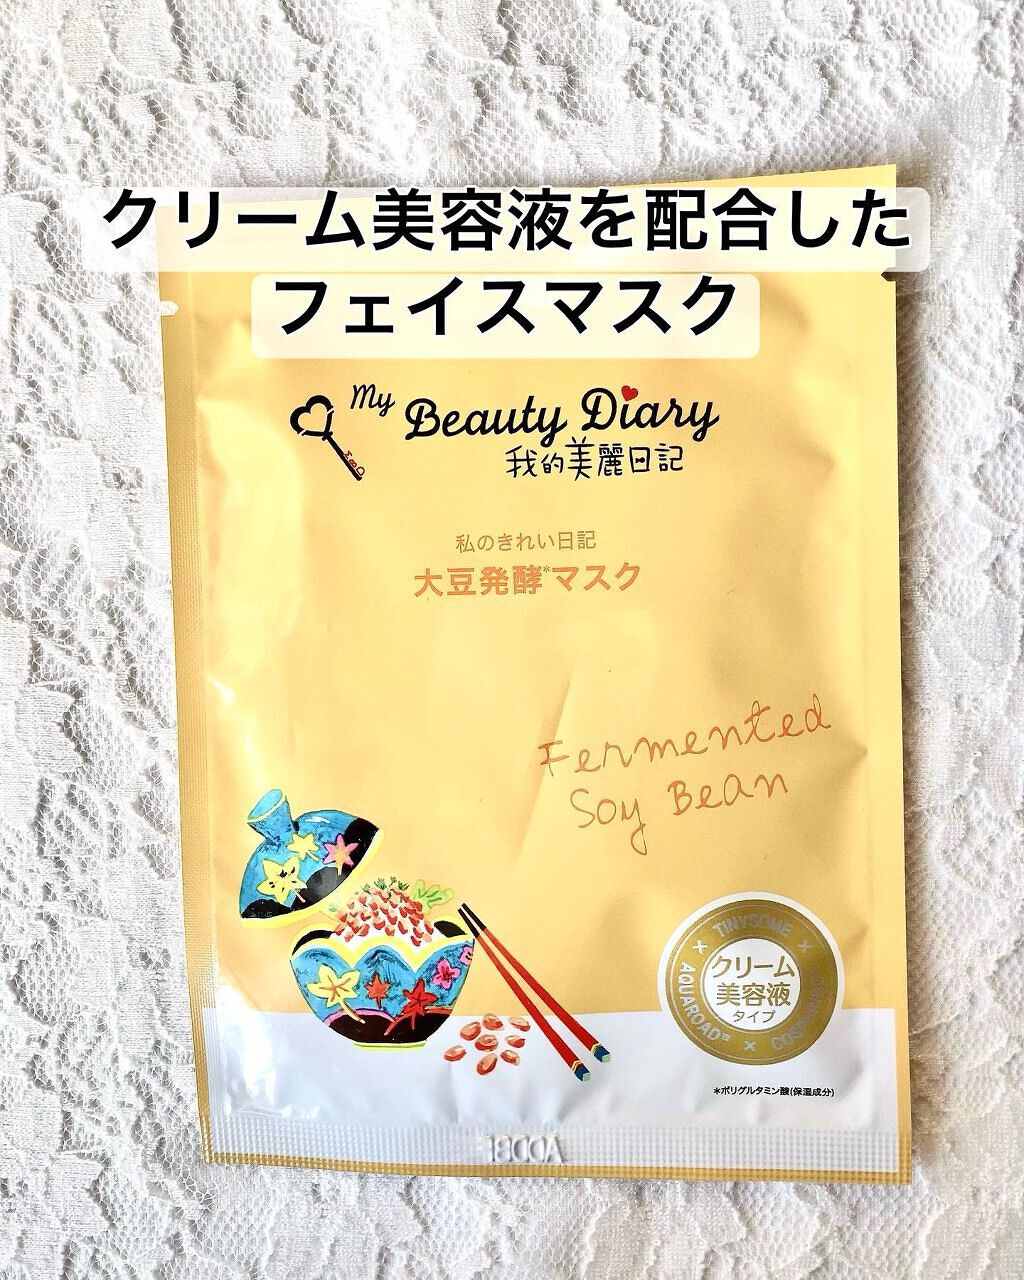 クリーム美容液を配合した
フェイスマスク
My Beauty Diary
我的美麗日記
MBD
私のきれい日記
大豆発酵*マスク
Fermented
Soy Bean
TINYSOME
AQUAROAD™
クリーム
美容液
タイプ
*ポリグルタミン酸(保湿成分)